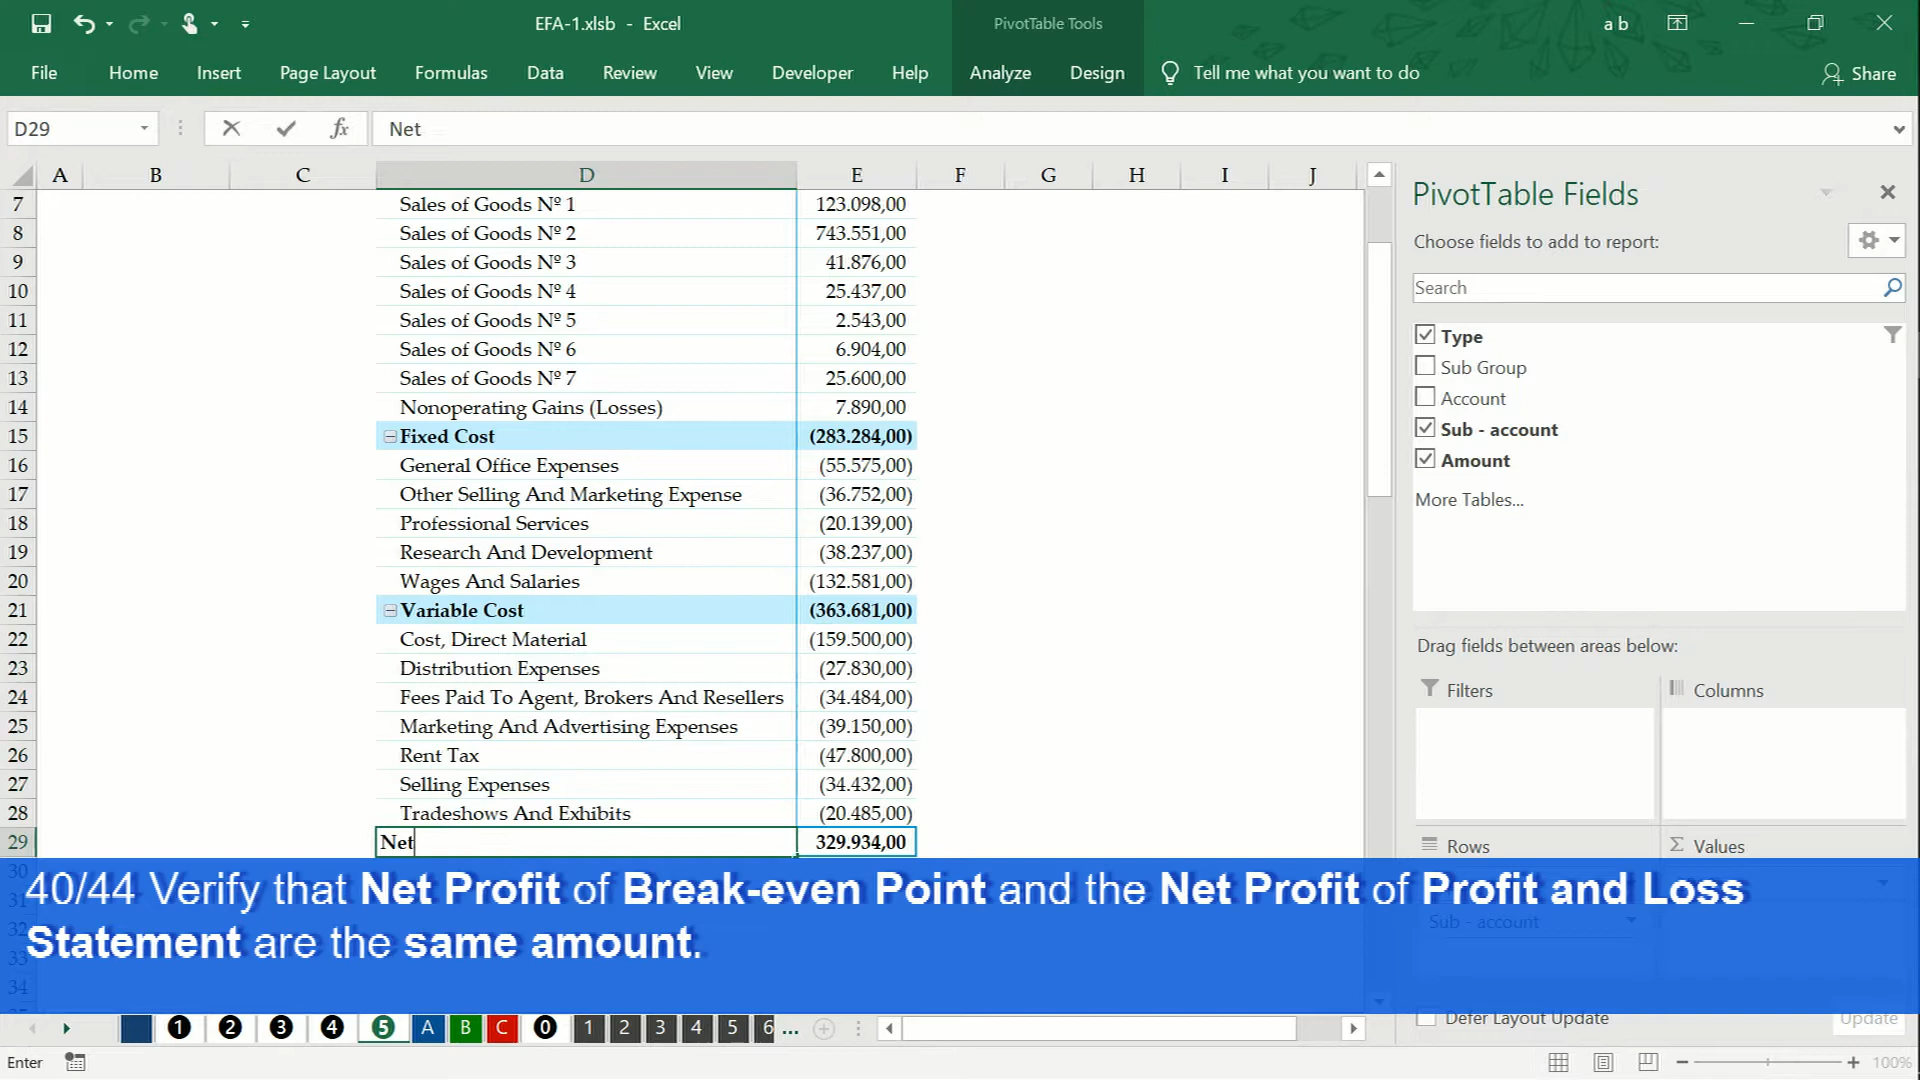 EFA-1.xlsb - Excel
PivotTable Tools
a b
File Home Insert Page Layout Formulas Data Review View Developer Help Analyze Design Tell me what you want to do Share
D29 fx Net
A B C D E F G H I J
7 Sales of Goods Nº 1 123.098,00
8 Sales of Goods Nº 2 743.551,00
9 Sales of Goods Nº 3 41.876,00
10 Sales of Goods Nº 4 25.437,00
11 Sales of Goods Nº 5 2.543,00
12 Sales of Goods Nº 6 6.904,00
13 Sales of Goods Nº 7 25.600,00
14 Nonoperating Gains (Losses) 7.890,00
15 Fixed Cost (283.284,00)
16 General Office Expenses (55.575,00)
17 Other Selling And Marketing Expense (36.752,00)
18 Professional Services (20.139,00)
19 Research And Development (38.237,00)
20 Wages And Salaries (132.581,00)
21 Variable Cost (363.681,00)
22 Cost, Direct Material (159.500,00)
23 Distribution Expenses (27.830,00)
24 Fees Paid To Agent, Brokers And Resellers (34.484,00)
25 Marketing And Advertising Expenses (39.150,00)
26 Rent Tax (47.800,00)
27 Selling Expenses (34.432,00)
28 Tradeshows And Exhibits (20.485,00)
29 Net 329.934,00
30
31
32
33
34
PivotTable Fields
Choose fields to add to report:
Search
Type
Sub Group
Account
Sub - account
Amount
More Tables...
Drag fields between areas below:
Filters Columns
Rows Σ Values
Sub - account
Defer Layout Update Update
40/44 Verify that Net Profit of Break-even Point and the Net Profit of Profit and Loss
Statement are the same amount.
1 2 3 4 5 A B C 0 1 2 3 4 5 6 ...
Enter 100%